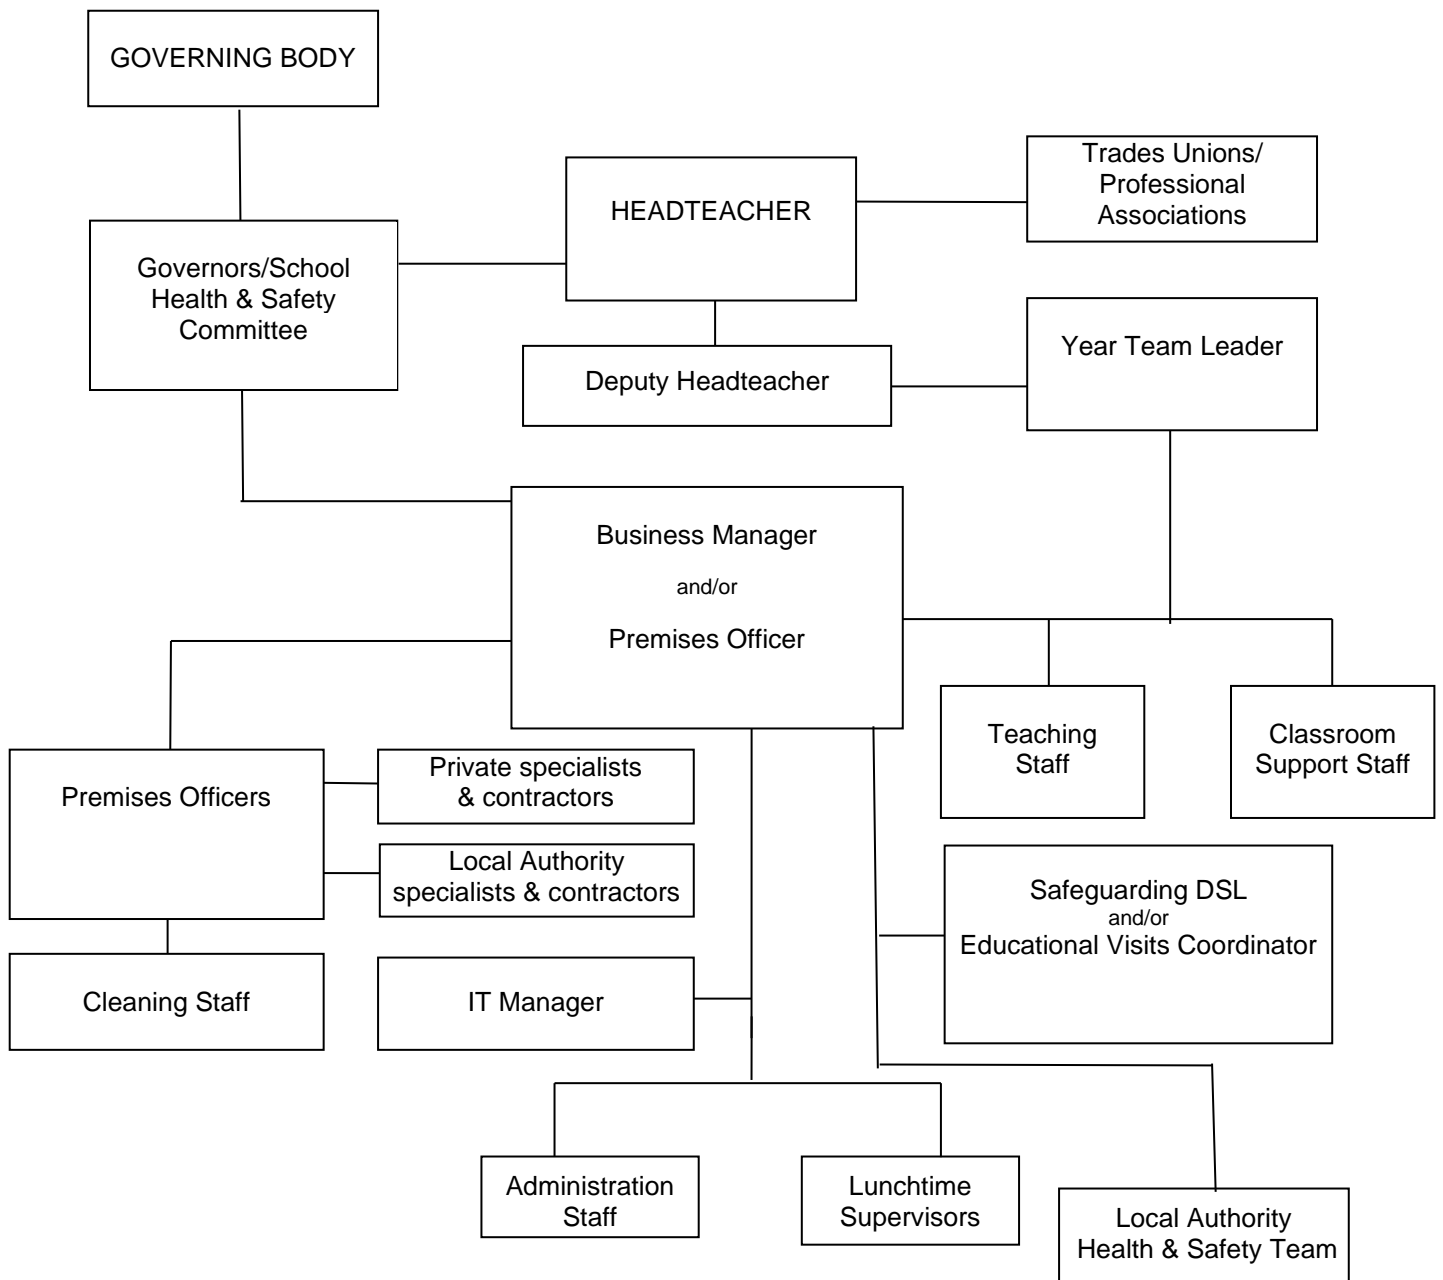 GOVERNING BODY
HEADTEACHER
Trades Unions/
Professional
Associations
Governors/School
Health & Safety
Committee
Year Team Leader
Deputy Headteacher
Business Manager
and/or
Premises Officer
Teaching
Staff
Classroom
Support Staff
Premises Officers
Private specialists
& contractors
Local Authority
specialists & contractors
Safeguarding DSL
and/or
Educational Visits Coordinator
Cleaning Staff
IT Manager
Administration
Staff
Lunchtime
Supervisors
Local Authority
Health & Safety Team